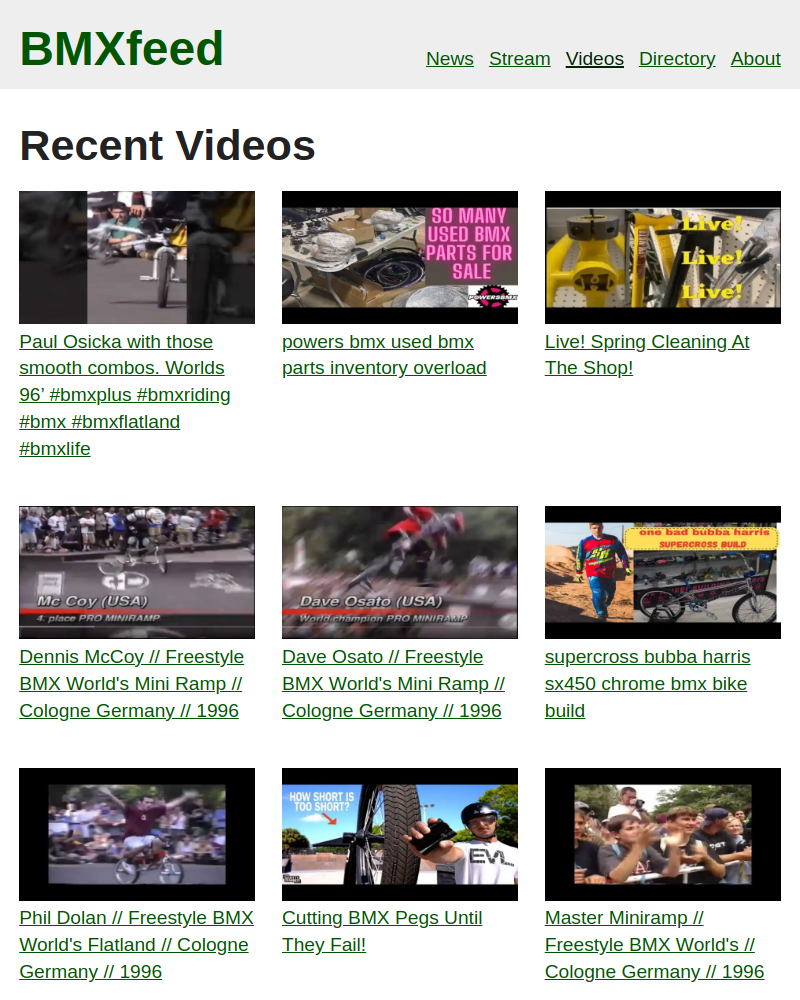 BMXfeed
News Stream Videos Directory About
Recent Videos
SO MANY
USED BMX
PARTS FOR
SALE
POWERSBMX
Live!
Live!
Live!
Paul Osicka with those
smooth combos. Worlds
96’ #bmxplus #bmxriding
#bmx #bmxflatland
#bmxlife
powers bmx used bmx
parts inventory overload
Live! Spring Cleaning At
The Shop!
Mc Coy (USA)
4. place PRO MINIRAMP
Dave Osato (USA)
World champion PRO MINIRAMP
one bad bubba harris
SUPERCROSS BUILD
Dennis McCoy // Freestyle
BMX World's Mini Ramp //
Cologne Germany // 1996
Dave Osato // Freestyle
BMX World's Mini Ramp //
Cologne Germany // 1996
supercross bubba harris
sx450 chrome bmx bike
build
HOW SHORT IS
TOO SHORT?
Phil Dolan // Freestyle BMX
World's Flatland // Cologne
Germany // 1996
Cutting BMX Pegs Until
They Fail!
Master Miniramp //
Freestyle BMX World's //
Cologne Germany // 1996